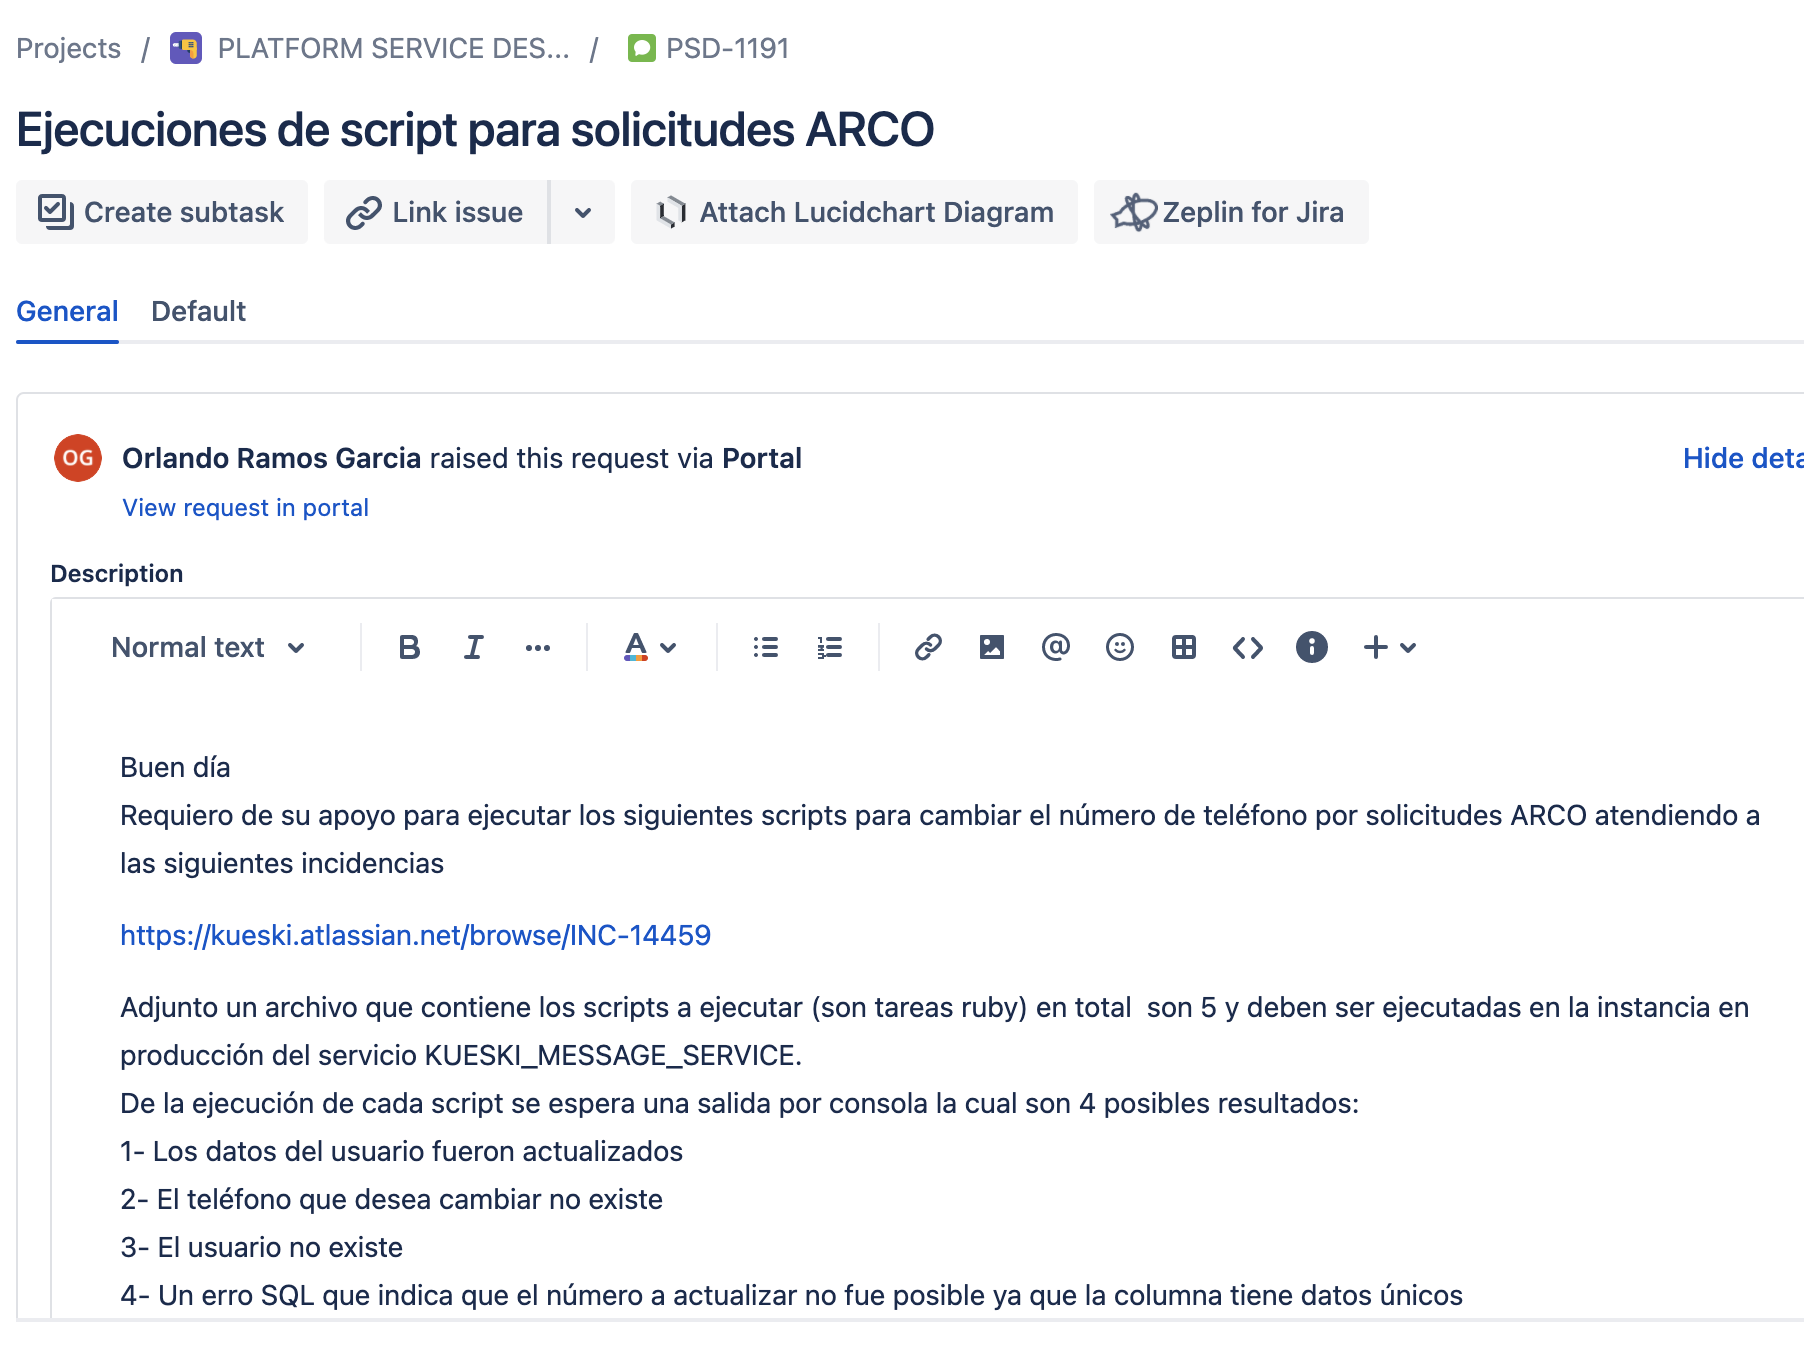 Projects / PLATFORM SERVICE DES... / PSD-1191
Ejecuciones de script para solicitudes ARCO
Create subtask Link issue Attach Lucidchart Diagram Zeplin for Jira
General Default
OG Orlando Ramos Garcia raised this request via Portal Hide deta
View request in portal
Description
Normal text B I ... A @ +
Buen día
Requiero de su apoyo para ejecutar los siguientes scripts para cambiar el número de teléfono por solicitudes ARCO atendiendo a
las siguientes incidencias
https://kueski.atlassian.net/browse/INC-14459
Adjunto un archivo que contiene los scripts a ejecutar (son tareas ruby) en total  son 5 y deben ser ejecutadas en la instancia en
producción del servicio KUESKI_MESSAGE_SERVICE.
De la ejecución de cada script se espera una salida por consola la cual son 4 posibles resultados:
1- Los datos del usuario fueron actualizados
2- El teléfono que desea cambiar no existe
3- El usuario no existe
4- Un erro SQL que indica que el número a actualizar no fue posible ya que la columna tiene datos únicos